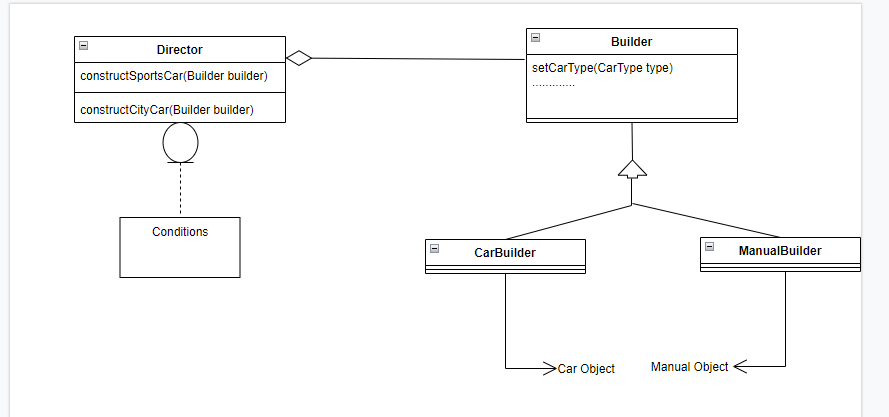 Director
constructSportsCar(Builder builder)
constructCityCar(Builder builder)
Builder
setCarType(CarType type)
.............
Conditions
CarBuilder
ManualBuilder
Car Object
Manual Object